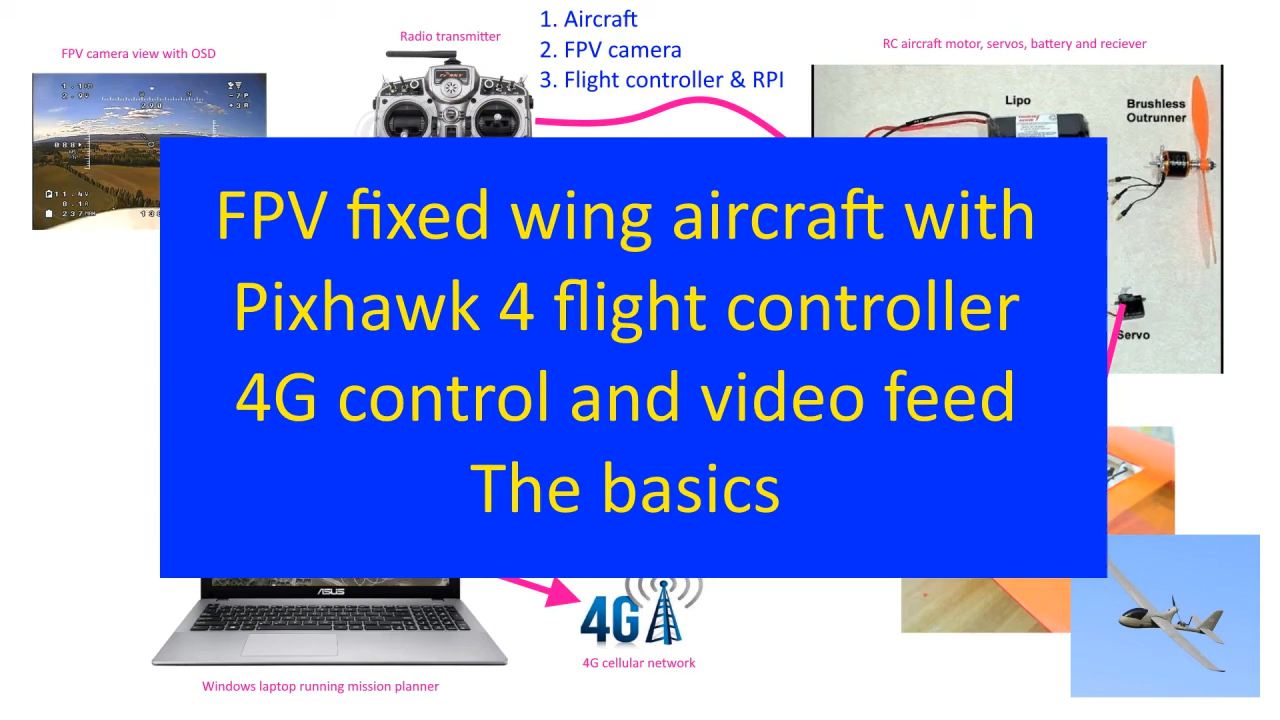 1. Aircraft
2. FPV camera
3. Flight controller & RPI
Radio transmitter
FPV camera view with OSD
RC aircraft motor, servos, battery and reciever
Lipo
Brushless
Outrunner
Servo
FPV fixed wing aircraft with
Pixhawk 4 flight controller
4G control and video feed
The basics
ASUS
4G
4G cellular network
Windows laptop running mission planner